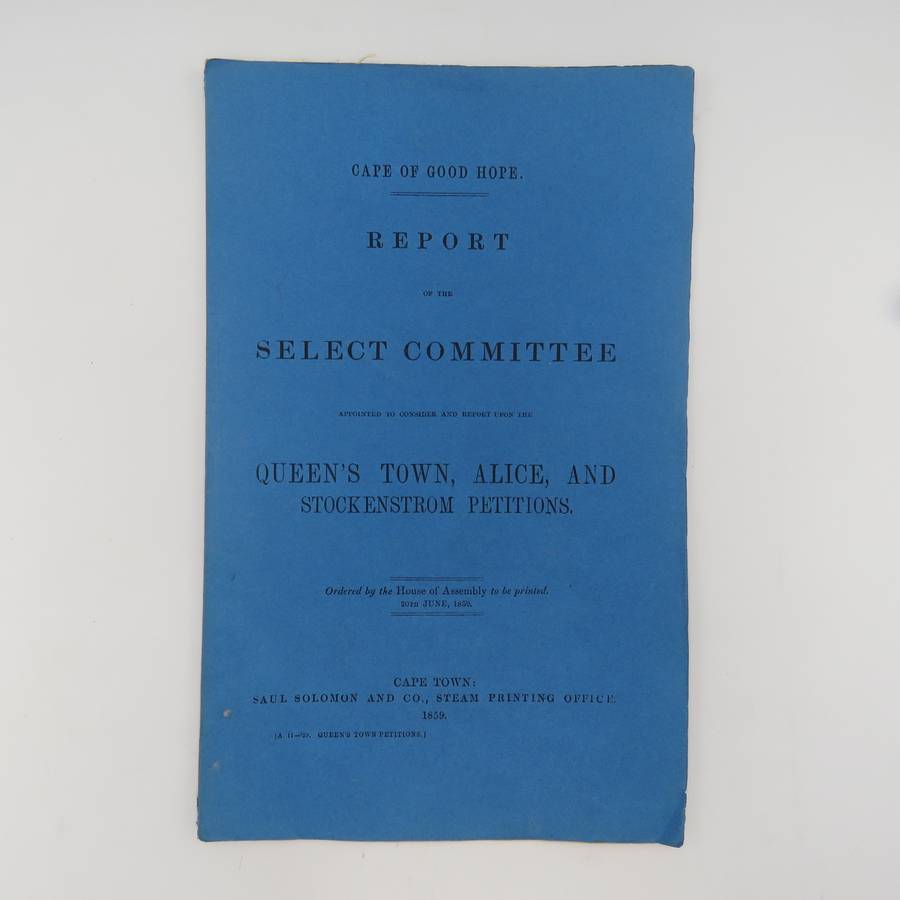 CAPE OF GOOD HOPE.
REPORT
OF THE
SELECT COMMITTEE
APPOINTED TO CONSIDER AND REPORT UPON THE
QUEEN'S TOWN, ALICE, AND
STOCKENSTROM PETITIONS.
Ordered by the House of Assembly to be printed.
20TH JUNE, 1859.
CAPE TOWN:
SAUL SOLOMON AND CO., STEAM PRINTING OFFICE.
1859.
[A. 11—'59. QUEEN'S TOWN PETITIONS.]